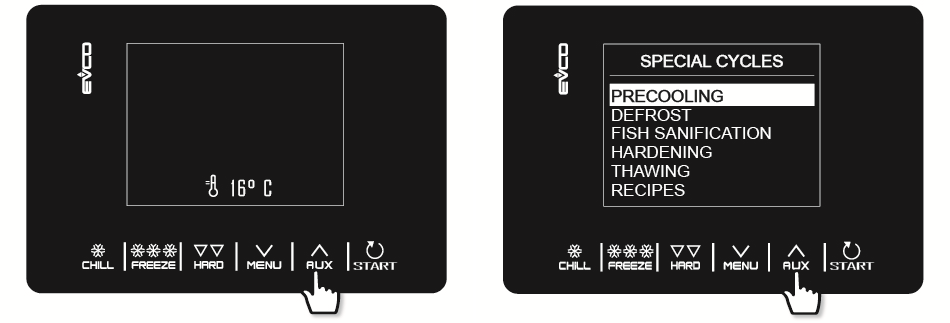 EVCO
16° C
CHILL FREEZE HARD MENU AUX START
EVCO
SPECIAL CYCLES
PRECOOLING
DEFROST
FISH SANIFICATION
HARDENING
THAWING
RECIPES
CHILL FREEZE HARD MENU AUX START